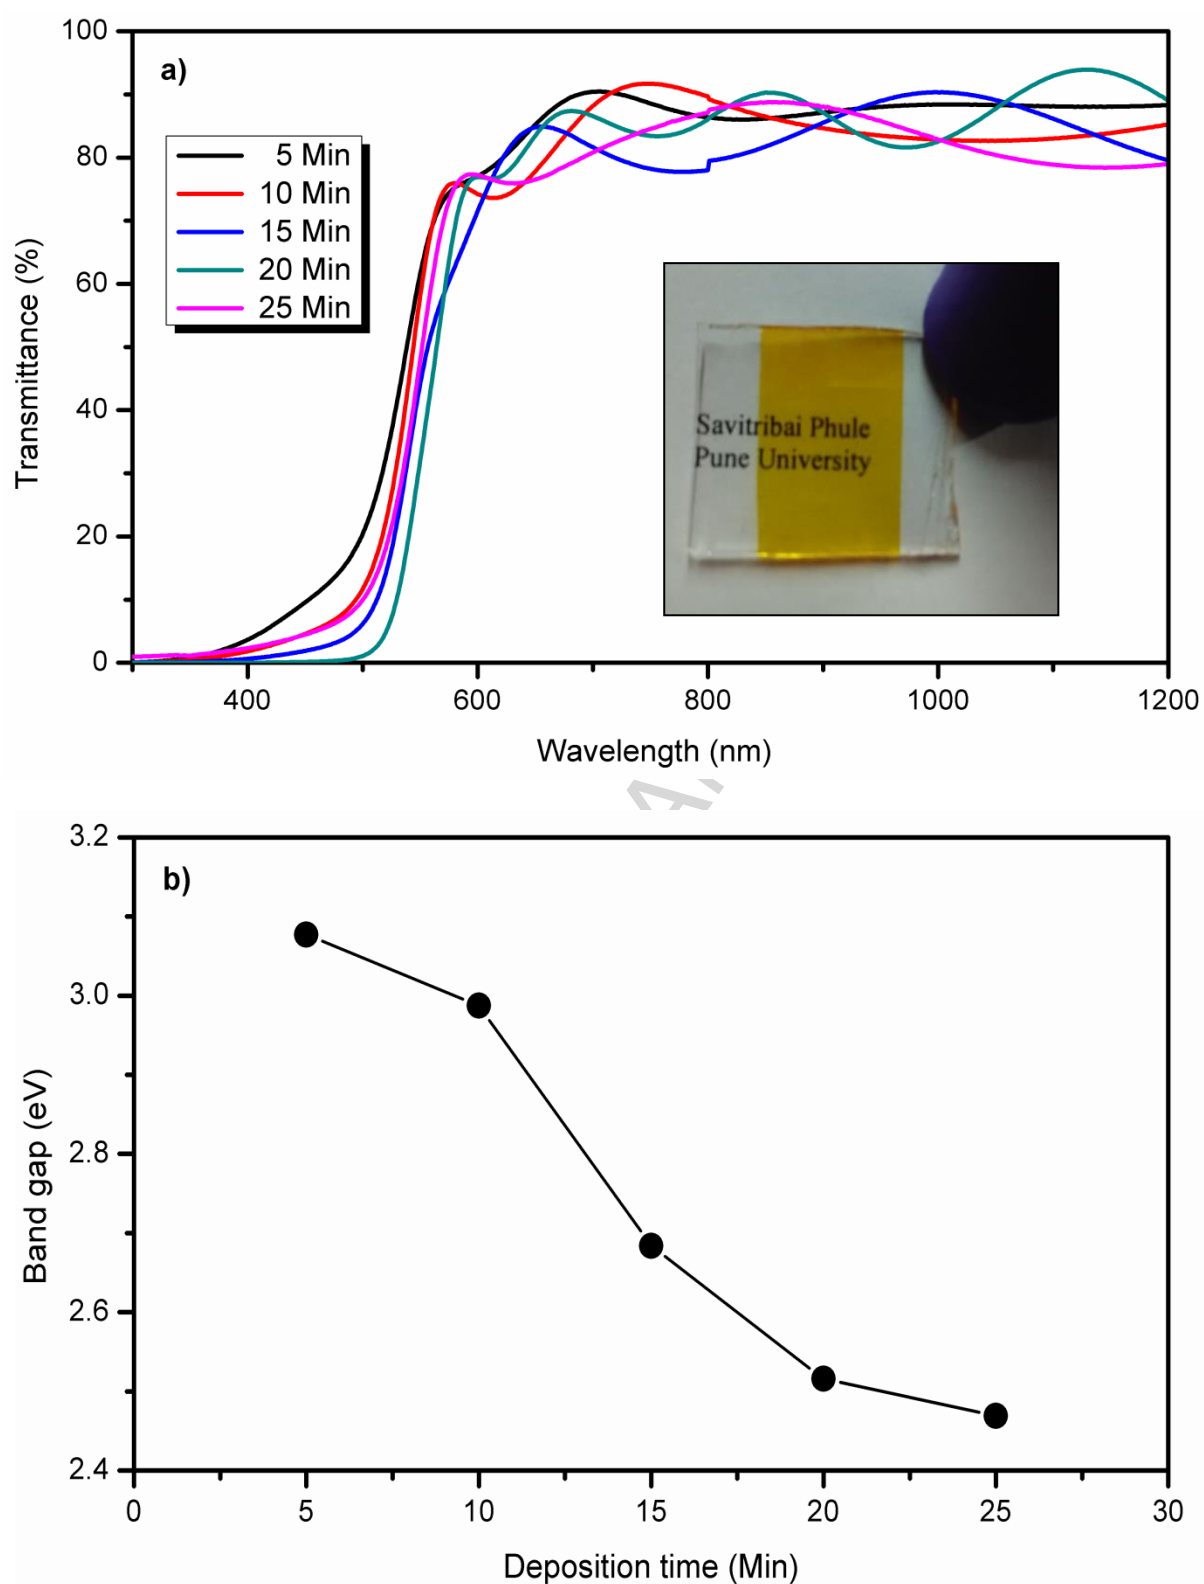 100
a)
80
60
40
20
0
5 Min
10 Min
15 Min
20 Min
25 Min
Savitribai Phule
Pune University
Transmittance (%)
400
600
800
1000
1200
Wavelength (nm)
3.2
b)
3.0
2.8
2.6
2.4
Band gap (eV)
0
5
10
15
20
25
30
Deposition time (Min)